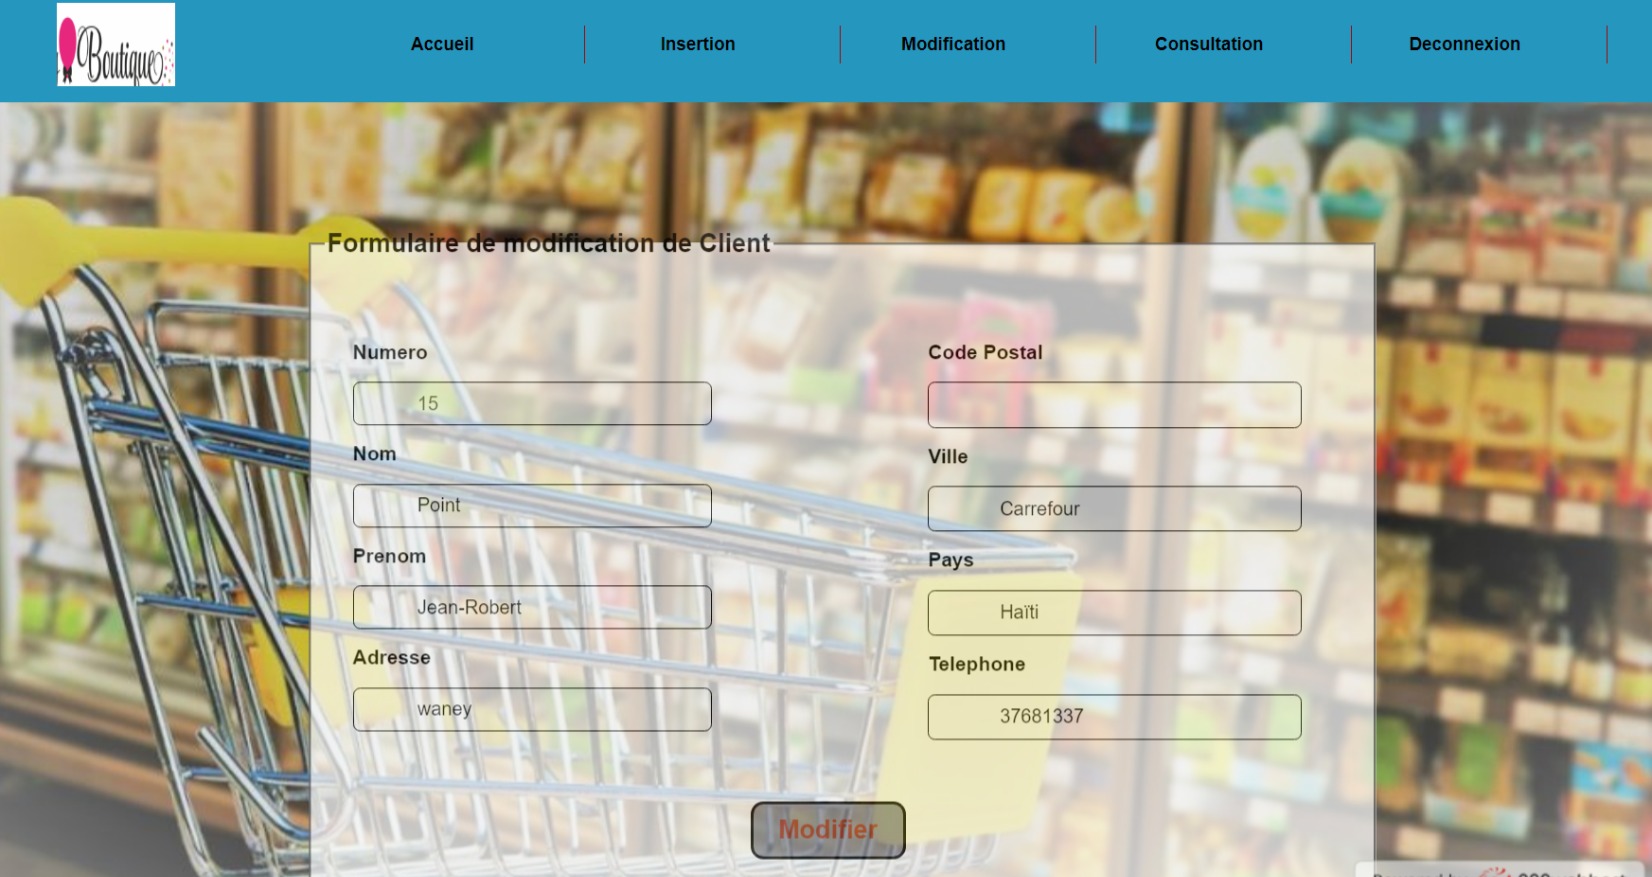 Boutique
Accueil
Insertion
Modification
Consultation
Deconnexion
Formulaire de modification de Client
Numero
15
Nom
Point
Prenom
Jean-Robert
Adresse
waney
Code Postal
Ville
Carrefour
Pays
Haïti
Telephone
37681337
Modifier